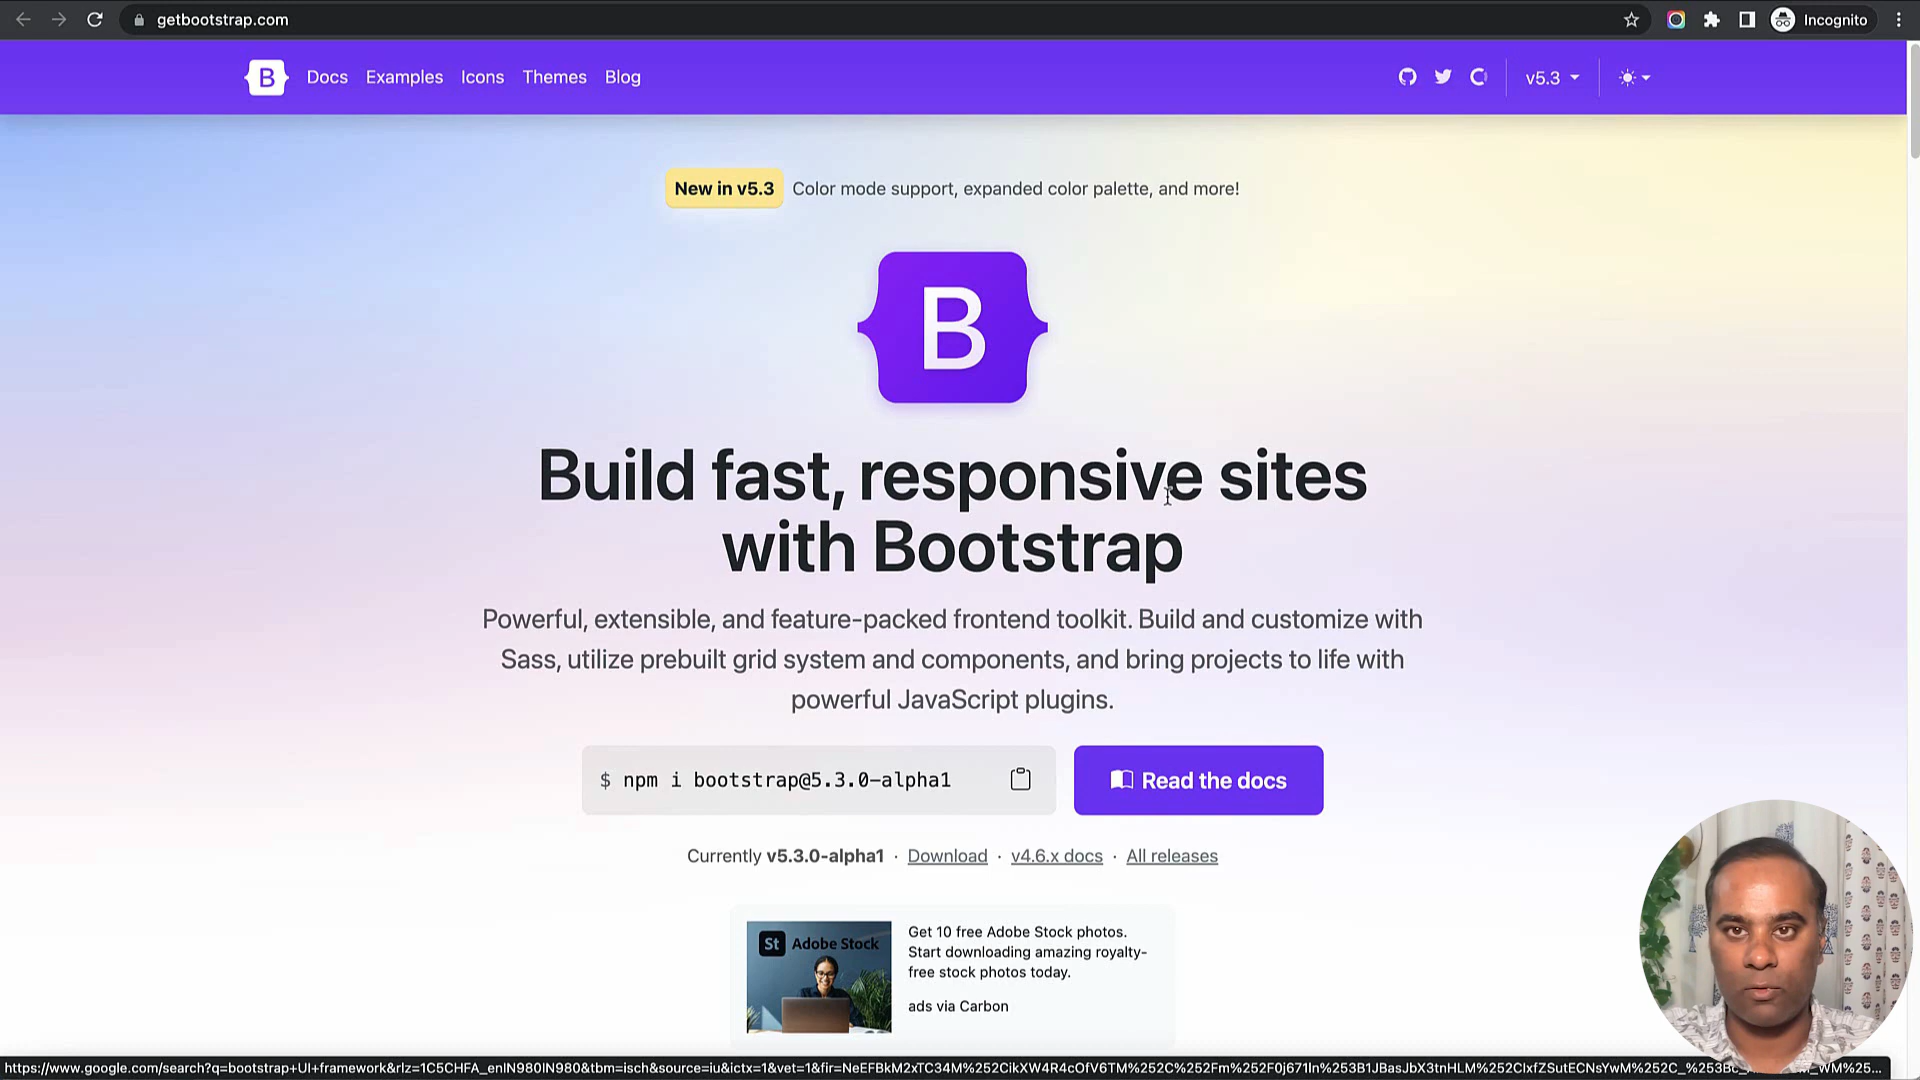 getbootstrap.com
Incognito
B
Docs
Examples
Icons
Themes
Blog
v5.3
New in v5.3
Color mode support, expanded color palette, and more!
B
Build fast, responsive sites
with Bootstrap
Powerful, extensible, and feature-packed frontend toolkit. Build and customize with
Sass, utilize prebuilt grid system and components, and bring projects to life with
powerful JavaScript plugins.
$ npm i bootstrap@5.3.0-alpha1
Read the docs
Currently v5.3.0-alpha1 · Download · v4.6.x docs · All releases
St Adobe Stock
Get 10 free Adobe Stock photos.
Start downloading amazing royalty-
free stock photos today.
ads via Carbon